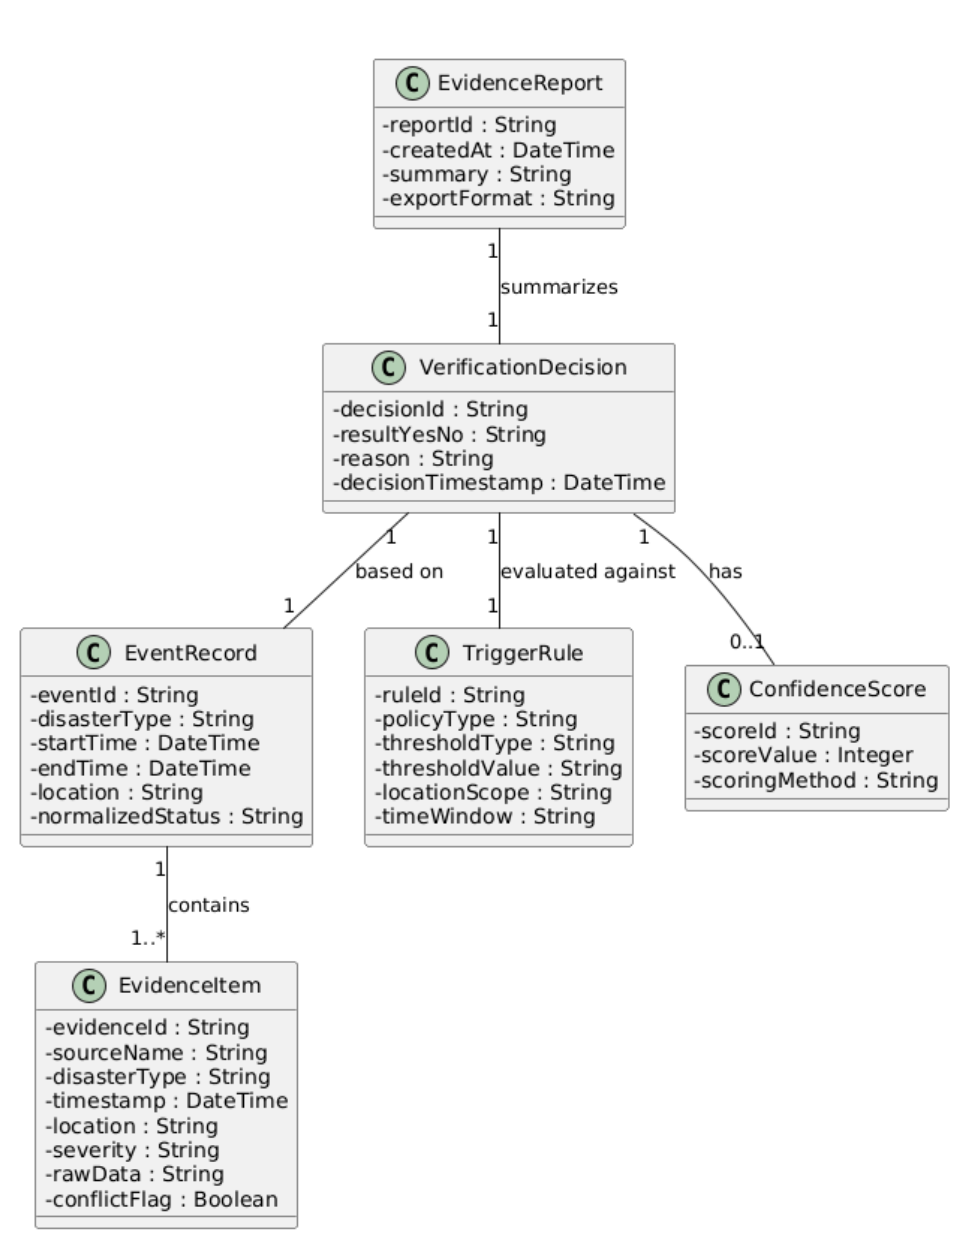 C EvidenceReport
-reportId : String
-createdAt : DateTime
-summary : String
-exportFormat : String
1
summarizes
1
C VerificationDecision
-decisionId : String
-resultYesNo : String
-reason : String
-decisionTimestamp : DateTime
1
based on
1
1
evaluated against
1
1
has
0..1
C EventRecord
-eventId : String
-disasterType : String
-startTime : DateTime
-endTime : DateTime
-location : String
-normalizedStatus : String
C TriggerRule
-ruleId : String
-policyType : String
-thresholdType : String
-thresholdValue : String
-locationScope : String
-timeWindow : String
C ConfidenceScore
-scoreId : String
-scoreValue : Integer
-scoringMethod : String
1
contains
1..*
C EvidenceItem
-evidenceId : String
-sourceName : String
-disasterType : String
-timestamp : DateTime
-location : String
-severity : String
-rawData : String
-conflictFlag : Boolean